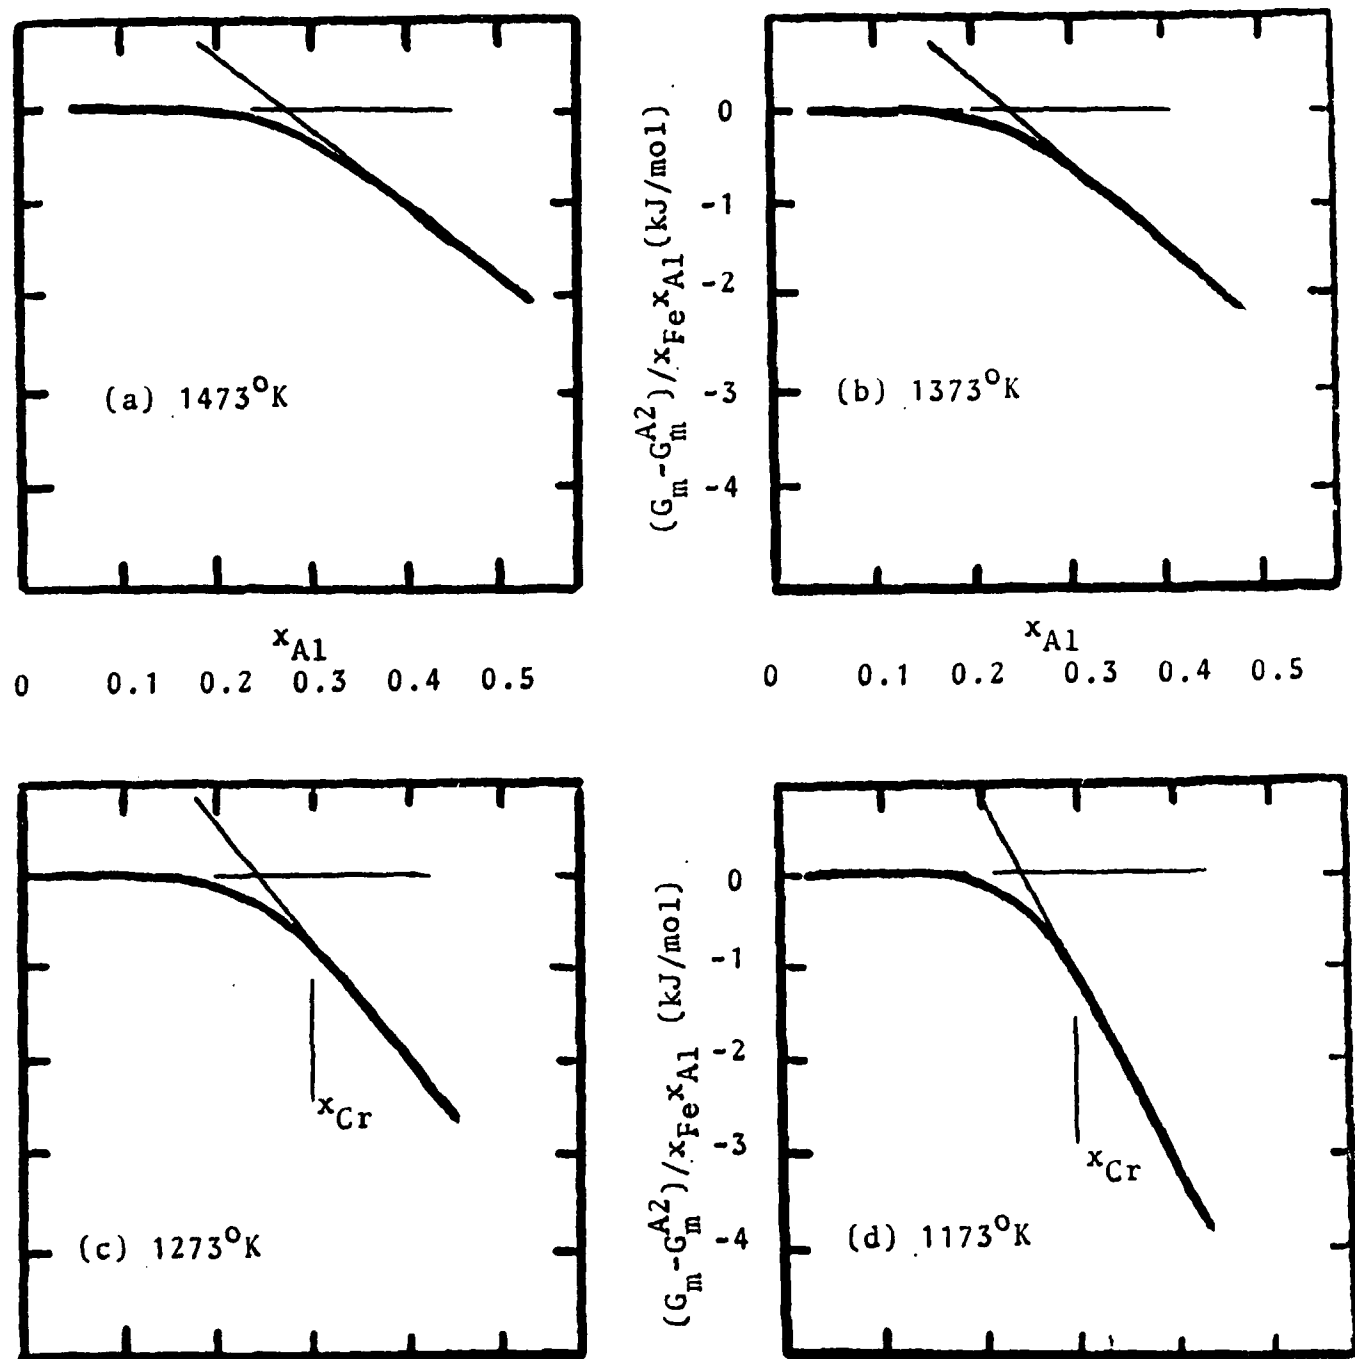 (a) 1473°K
(G_m-G_m^A2)/x_Fe x_Al (kJ/mol)
0
-1
-2
-3
-4
(b) 1373°K
x_Al
0 0.1 0.2 0.3 0.4 0.5
x_Al
0 0.1 0.2 0.3 0.4 0.5
x_Cr
(c) 1273°K
(G_m-G_m^A2)/x_Fe x_Al (kJ/mol)
0
-1
-2
-3
-4
x_Cr
(d) 1173°K